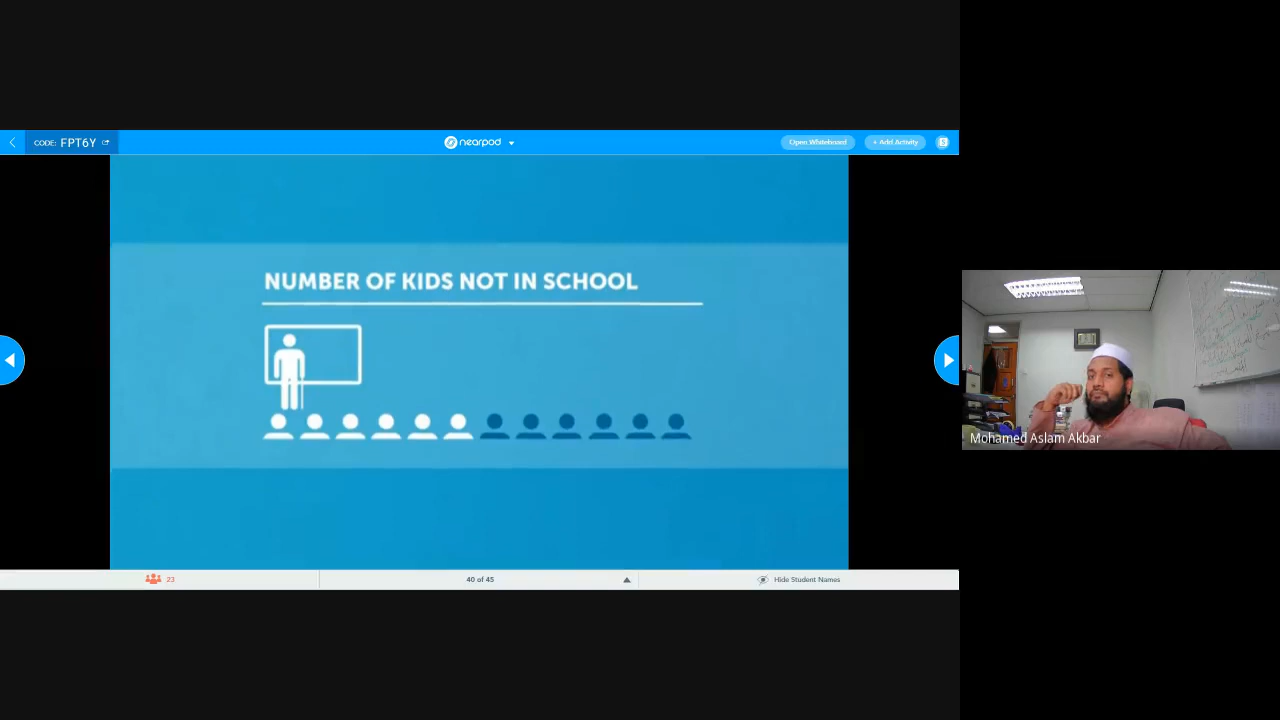 CODE: FPT6Y
nearpod
Open Whiteboard
+ Add Activity
S
NUMBER OF KIDS NOT IN SCHOOL
Mohamed Aslam Akbar
23
40 of 45
Hide Student Names